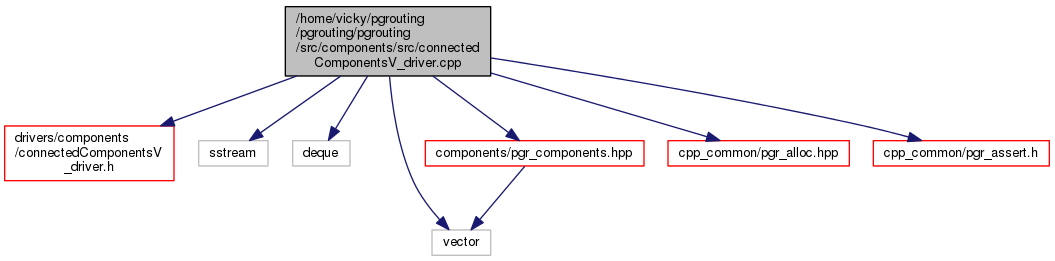 /home/vicky/pgrouting
/pgrouting/pgrouting
/src/components/src/connected
ComponentsV_driver.cpp
drivers/components
/connectedComponentsV
_driver.h
sstream
deque
components/pgr_components.hpp
cpp_common/pgr_alloc.hpp
cpp_common/pgr_assert.h
vector